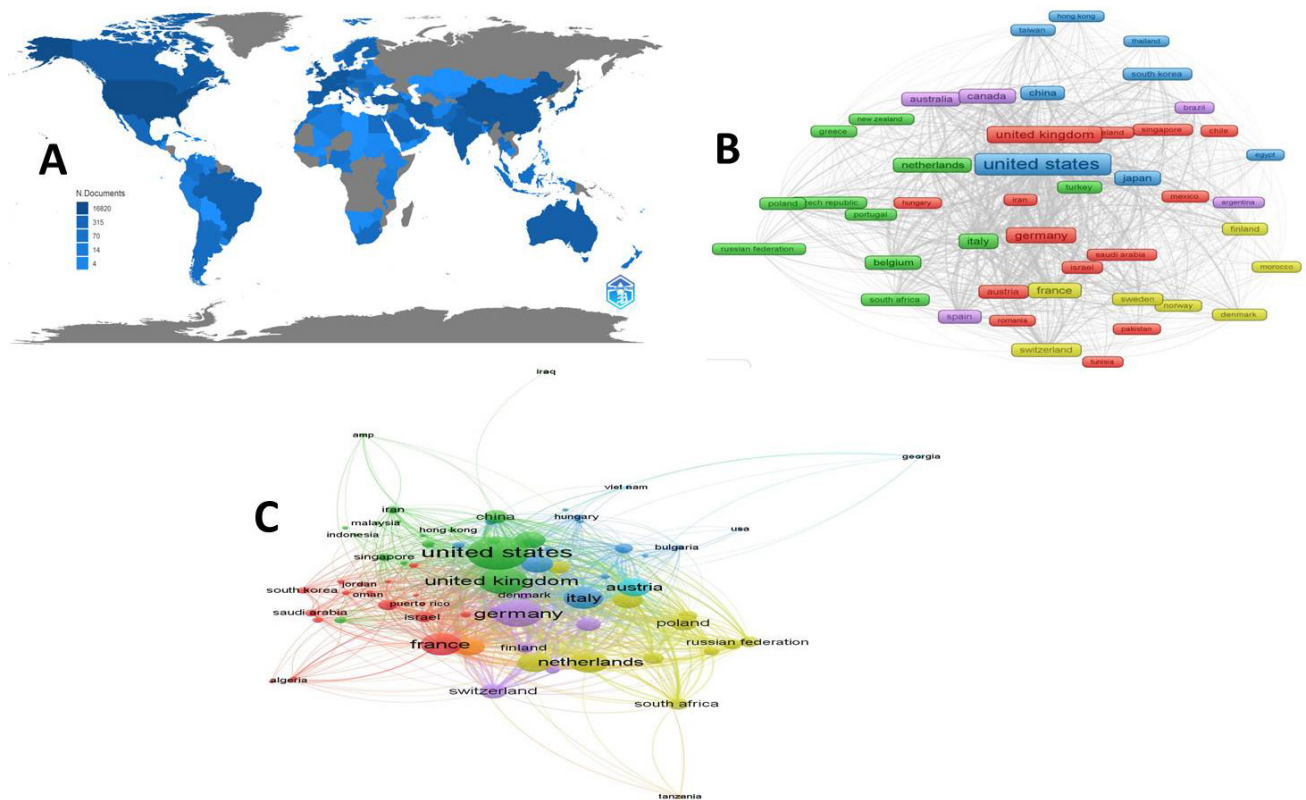 A
N.Documents
16820
315
70
14
4
B
hong kong
taiwan
thailand
south korea
china
australia
canada
brazil
new zealand
greece
united kingdom
eland
singapore
chile
united states
egypt
netherlands
japan
turkey
iran
mexico
argentina
poland
tech republic
portugal
hungary
finland
russian federation
italy
germany
saudi arabia
israel
morocco
belgium
south africa
austria
france
sweden
norway
denmark
spain
romania
pakistan
switzerland
tunisia
C
iraq
amp
georgia
viet nam
iran
malaysia
indonesia
china
hong kong
hungary
usa
singapore
united states
bulgaria
south korea
jordan
oman
united kingdom
austria
puerto rico
denmark
italy
saudi arabia
israel
germany
poland
france
finland
russian federation
netherlands
algeria
switzerland
south africa
tanzania